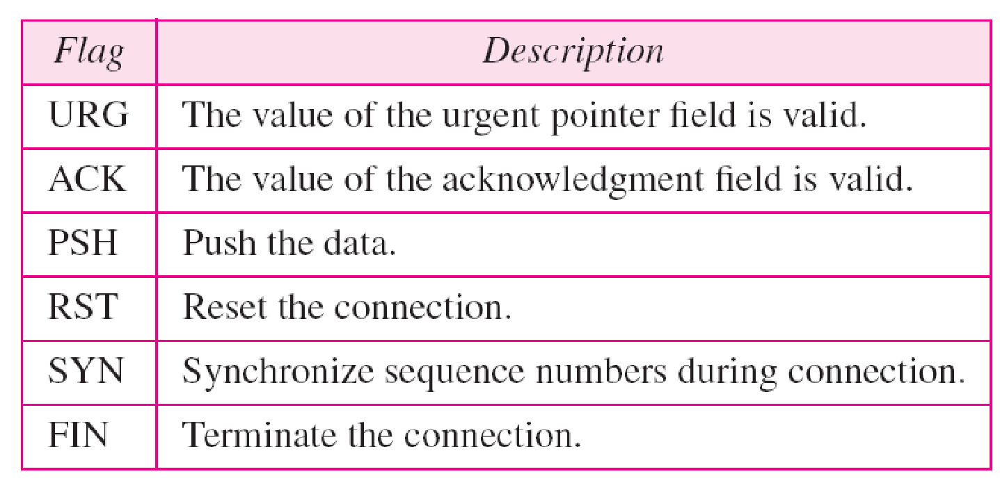 Flag Description
URG The value of the urgent pointer field is valid.
ACK The value of the acknowledgment field is valid.
PSH Push the data.
RST Reset the connection.
SYN Synchronize sequence numbers during connection.
FIN Terminate the connection.